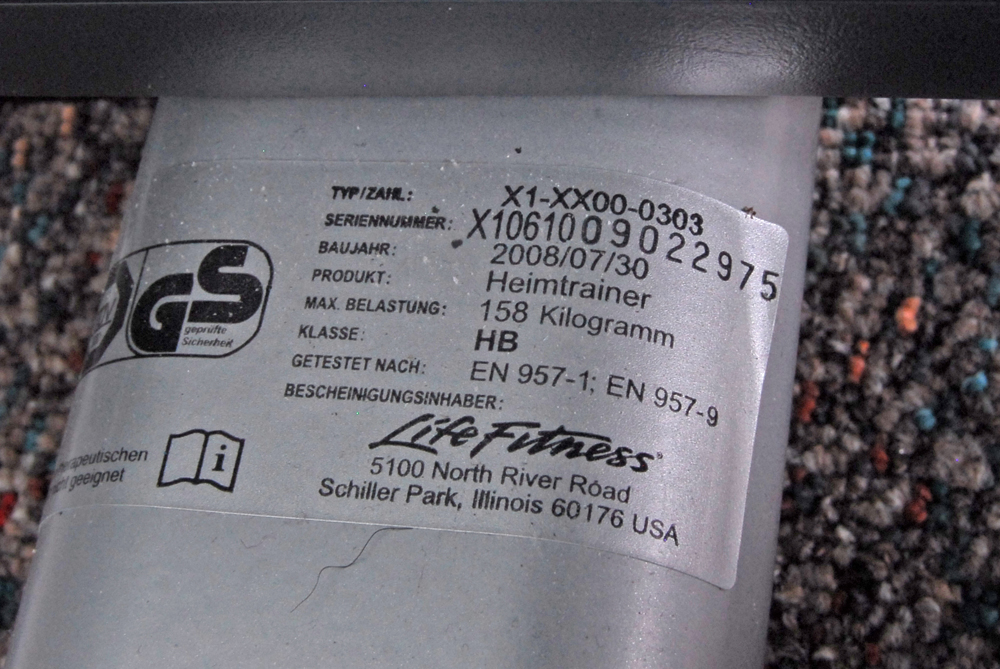 TYP/ZAHL: X1-XX00-0303
SERIENNUMMER: X1061009022975
BAUJAHR: 2008/07/30
PRODUKT: Heimtrainer
MAX. BELASTUNG: 158 Kilogramm
KLASSE: HB
GETESTET NACH: EN 957-1; EN 957-9
BESCHEINIGUNGSINHABER:
Life Fitness
5100 North River Road
Schiller Park, Illinois 60176 USA
GS
geprüfte
Sicherheit
geeignet
i